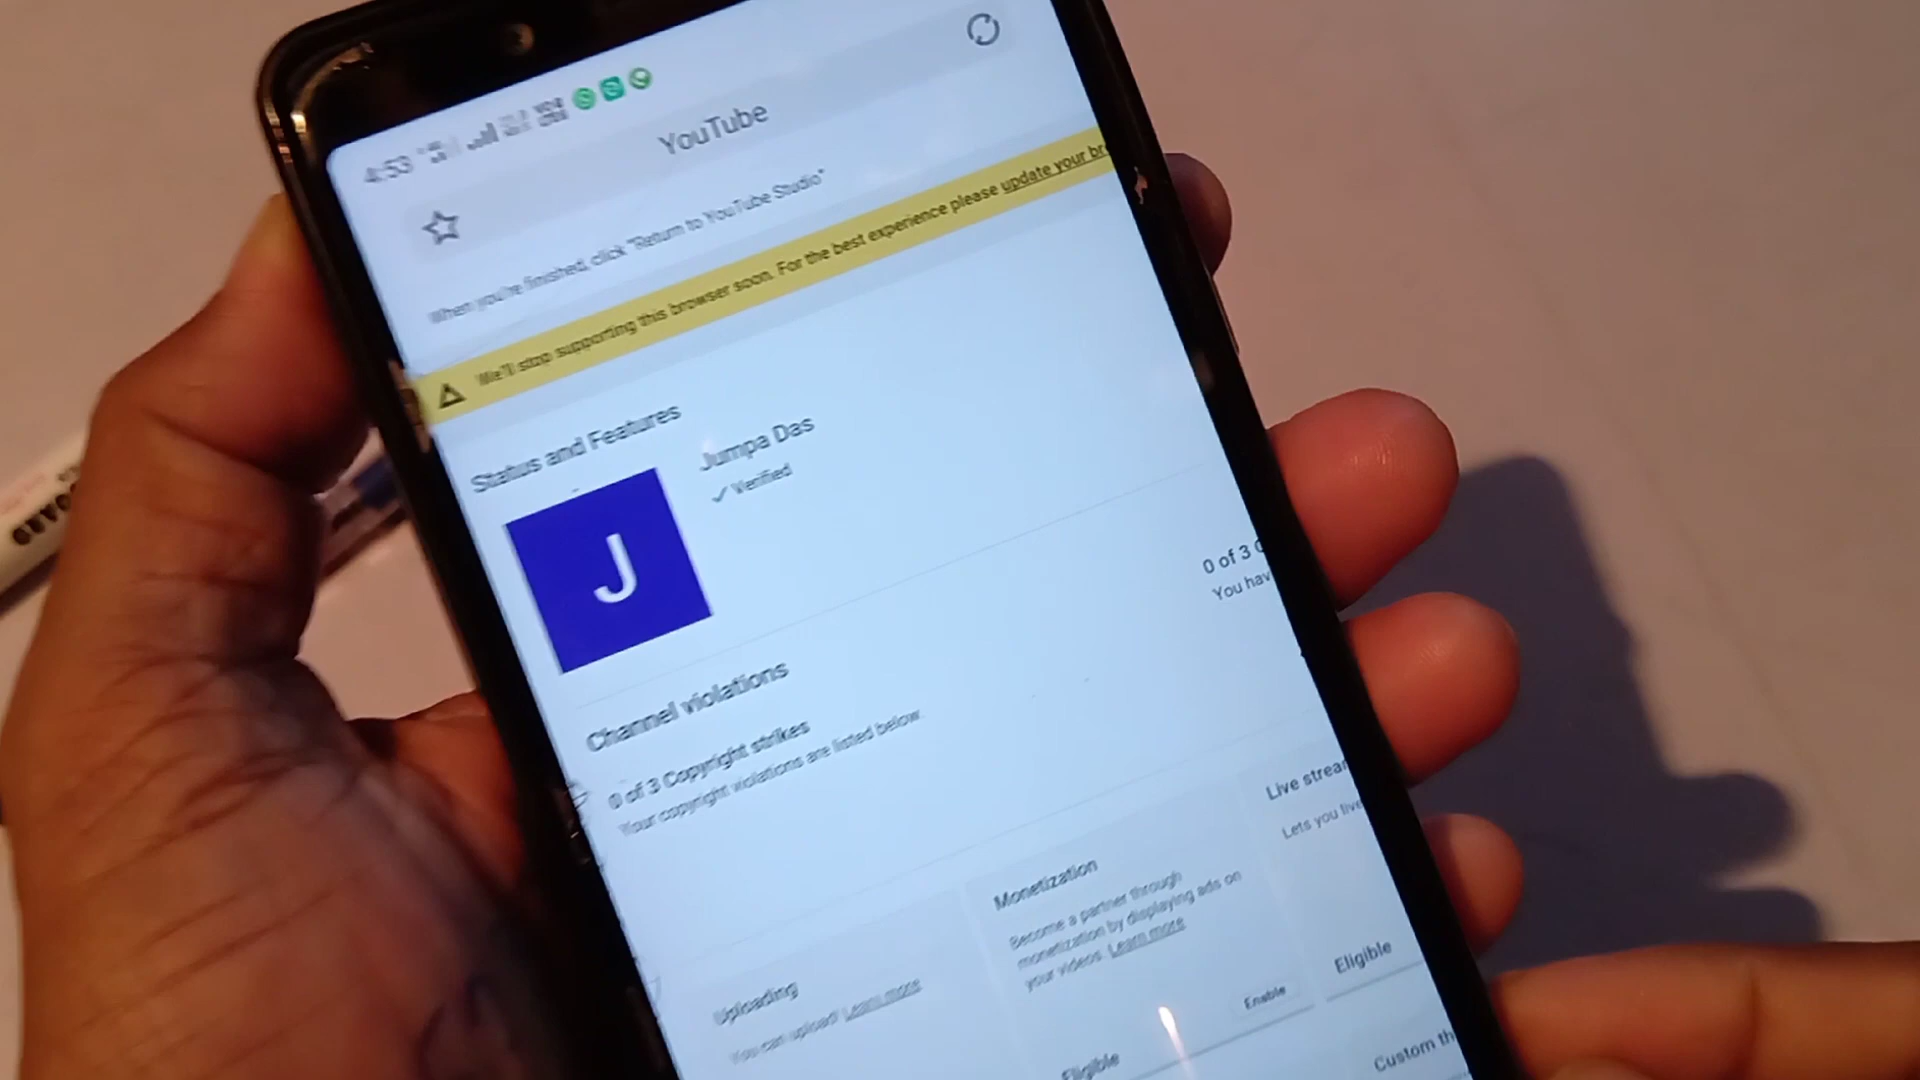 4:53
YouTube
When you're finished, click "Return to YouTube Studio"
We'll stop supporting this browser soon. For the best experience please update your br
Status and Features
Jumpa Das
Verified
J
Channel violations
0 of 3 Copyright strikes
Your copyright violations are listed below.
0 of 3 C
You hav
Uploading
You can upload! Learn more
Monetization
Become a partner through
monetization by displaying ads on
your videos. Learn more
Enable
Eligible
Live strea
Lets you live
Eligible
Custom th